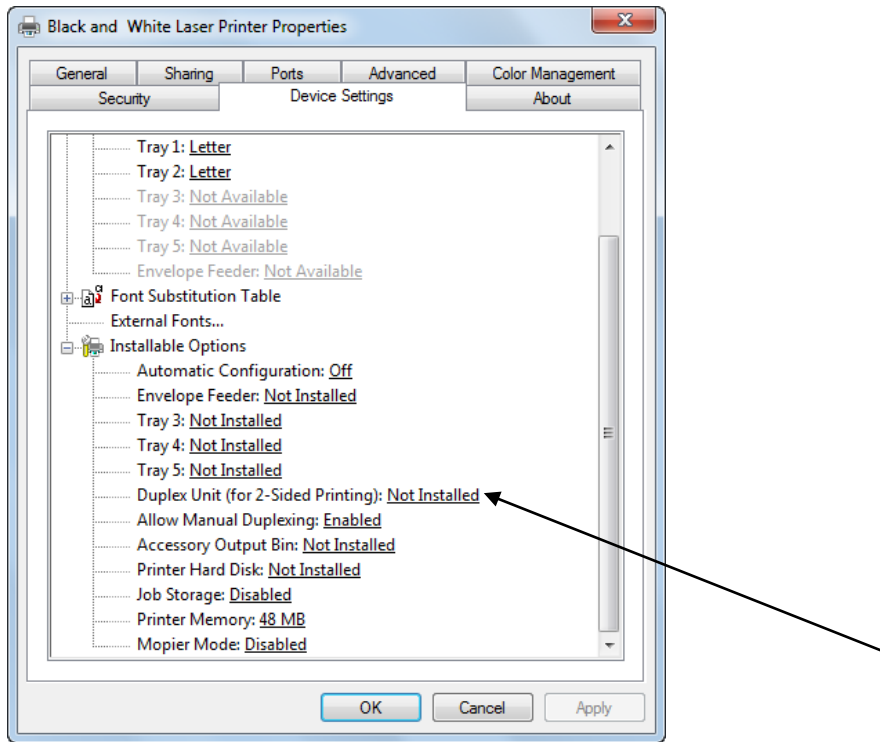 Black and White Laser Printer Properties
General Sharing Ports Advanced Color Management
Security Device Settings About
Tray 1: Letter
Tray 2: Letter
Tray 3: Not Available
Tray 4: Not Available
Tray 5: Not Available
Envelope Feeder: Not Available
Font Substitution Table
External Fonts...
Installable Options
Automatic Configuration: Off
Envelope Feeder: Not Installed
Tray 3: Not Installed
Tray 4: Not Installed
Tray 5: Not Installed
Duplex Unit (for 2-Sided Printing): Not Installed
Allow Manual Duplexing: Enabled
Accessory Output Bin: Not Installed
Printer Hard Disk: Not Installed
Job Storage: Disabled
Printer Memory: 48 MB
Mopier Mode: Disabled
OK Cancel Apply